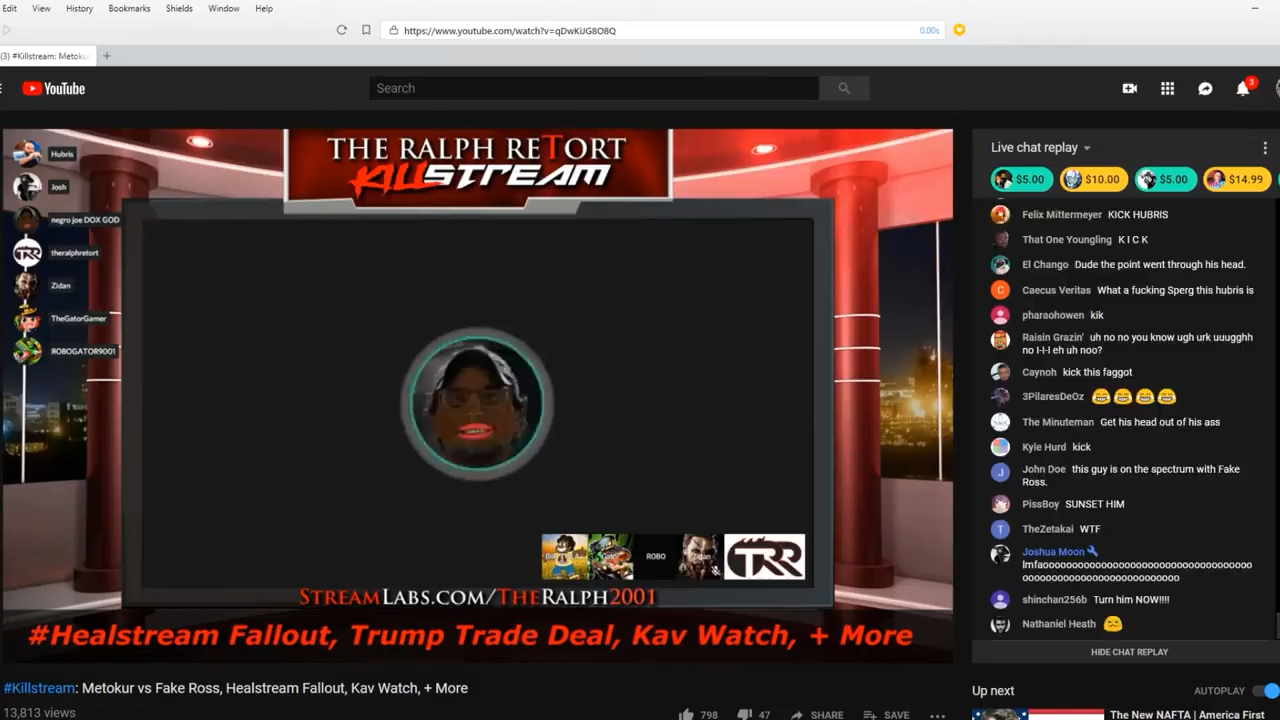 Edit View History Bookmarks Shields Window Help
https://www.youtube.com/watch?v=qDwKiJG8O8Q 0.00s
(3) #Killstream: Metoku
YouTube
Search
3
THE RALPH RETORT
KILLSTREAM
Hubris
Josh
negro joe DOX GOD
TRR theralphretort
Zidan
TheGatorGamer
ROBOGATOR9001
ROBO
Zidan
TRR
STREAMLABS.COM/THERALPH2001
#Healstream Fallout, Trump Trade Deal, Kav Watch, + More
#Killstream: Metokur vs Fake Ross, Healstream Fallout, Kav Watch, + More
13,813 views
798 47 SHARE SAVE
Live chat replay
$5.00 $10.00 $5.00 $14.99
Felix Mittermeyer KICK HUBRIS
That One Youngling K I C K
El Chango Dude the point went through his head.
Caecus Veritas What a fucking Sperg this hubris is
pharaohowen kik
Raisin Grazin' uh no no you know ugh urk uuugghh
no I-I-I eh uh noo?
Caynoh kick this faggot
3PilaresDeOz 😂 😂 😂 😂
The Minuteman Get his head out of his ass
Kyle Hurd kick
John Doe this guy is on the spectrum with Fake
Ross.
PissBoy SUNSET HIM
TheZetakai WTF
Joshua Moon
lmfaooooooooooooooooooooooooooooooooooo
oooooooooooooooooooooooooo
shinchan256b Turn him NOW!!!!
Nathaniel Heath
HIDE CHAT REPLAY
Up next AUTOPLAY
The New NAFTA | America First